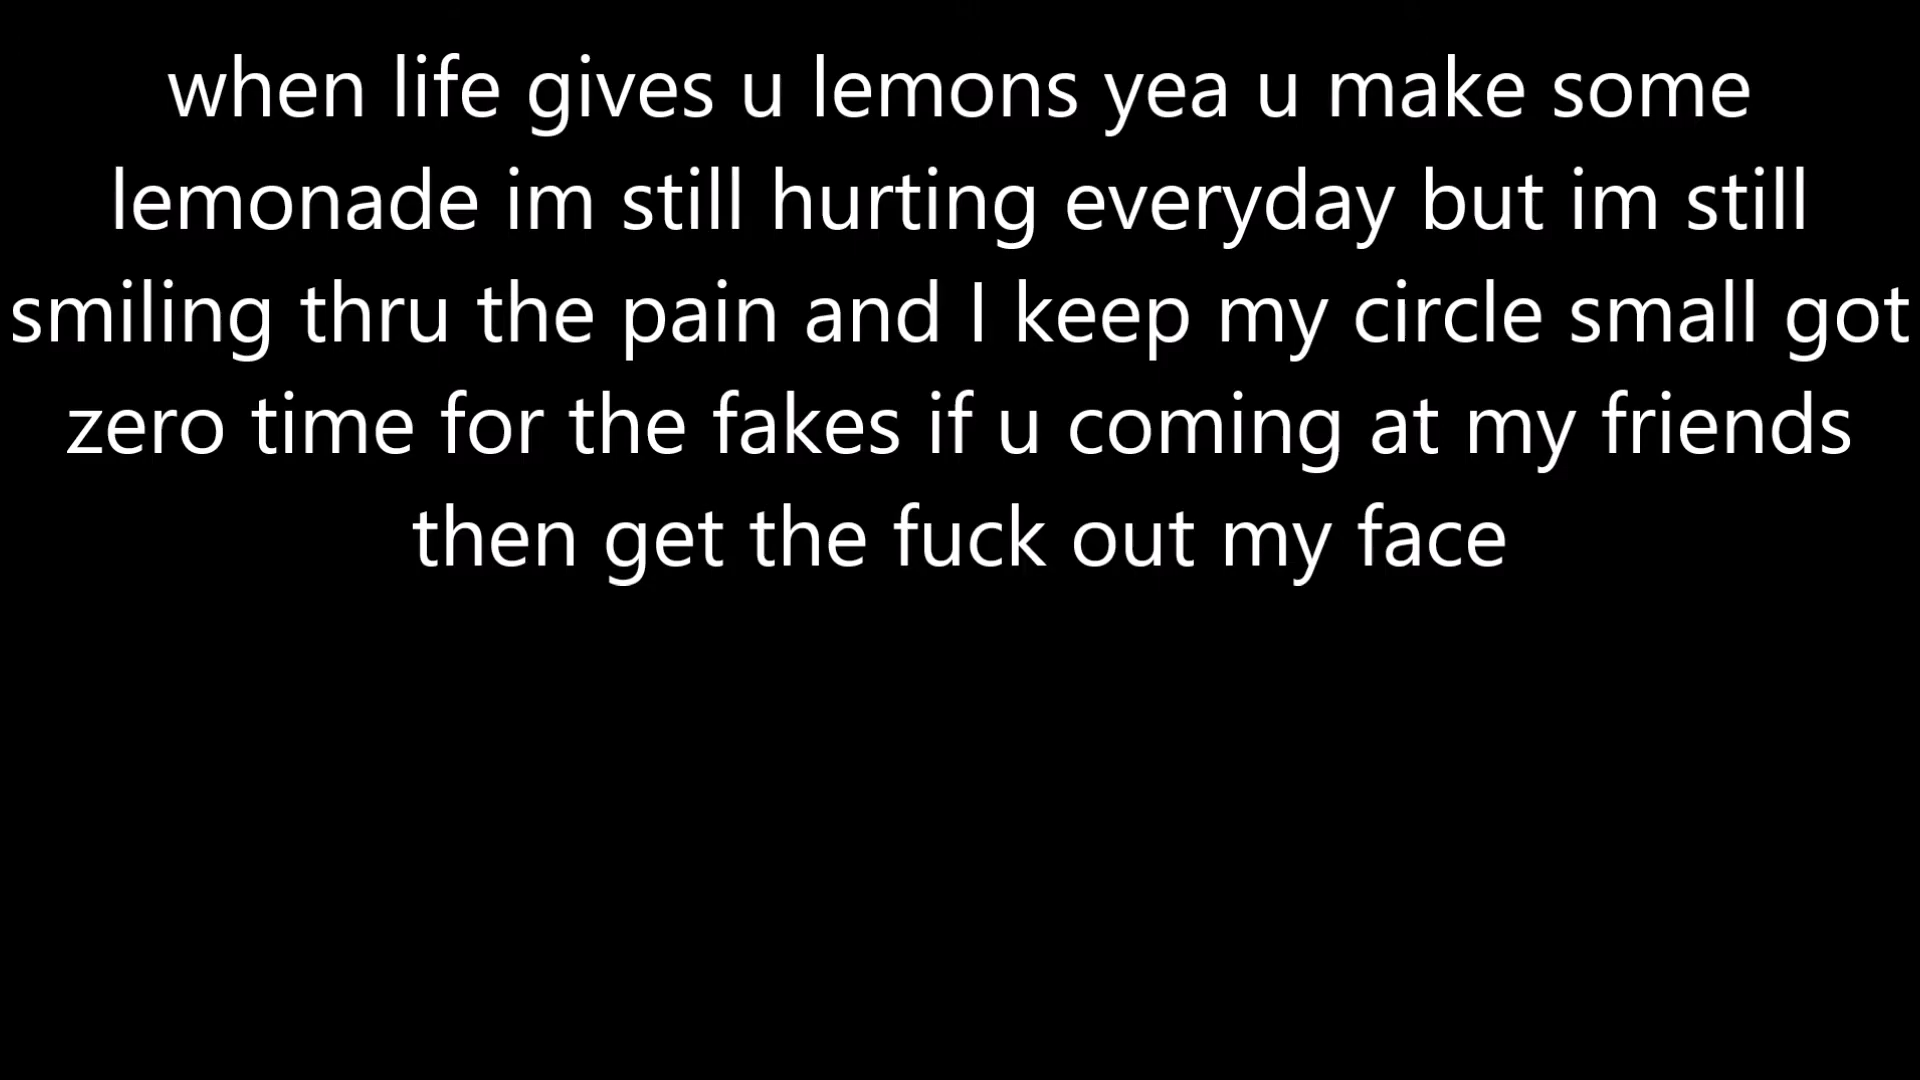 when life gives u lemons yea u make some
lemonade im still hurting everyday but im still
smiling thru the pain and I keep my circle small got
zero time for the fakes if u coming at my friends
then get the fuck out my face